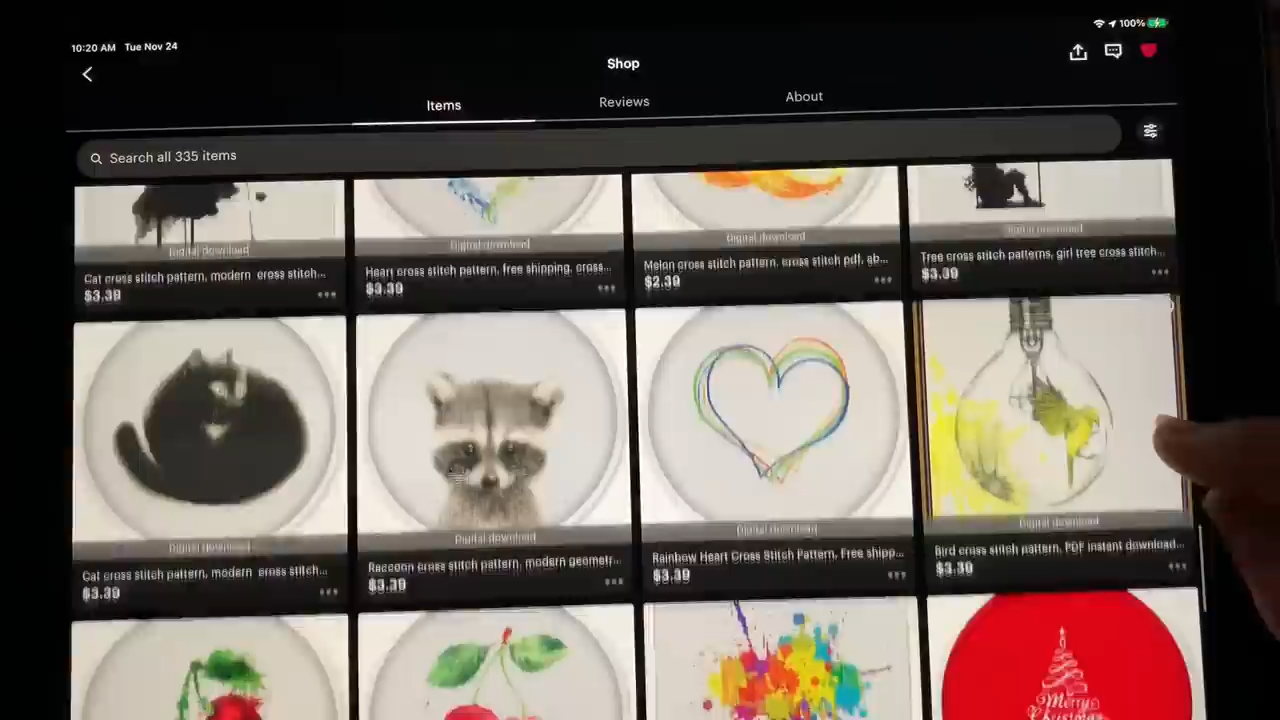 10:20 AM Tue Nov 24
100%
Shop
Items
Reviews
About
Search all 335 items
Digital download
Digital download
Digital download
Digital download
Cat cross stitch pattern, modern cross stitch...
Heart cross stitch pattern, free shipping, cross...
Melon cross stitch pattern, cross stitch pdf, ab...
Tree cross stitch patterns, girl tree cross stitch...
$3.39
$3.39
$2.39
$3.39
Digital download
Digital download
Digital download
Digital download
Cat cross stitch pattern, modern cross stitch...
Raccoon cross stitch pattern, modern geometr...
Rainbow Heart Cross Stitch Pattern, Free shipp...
Bird cross stitch pattern, PDF instant download...
$3.39
$3.39
$3.39
$3.39
Merry
Christmas